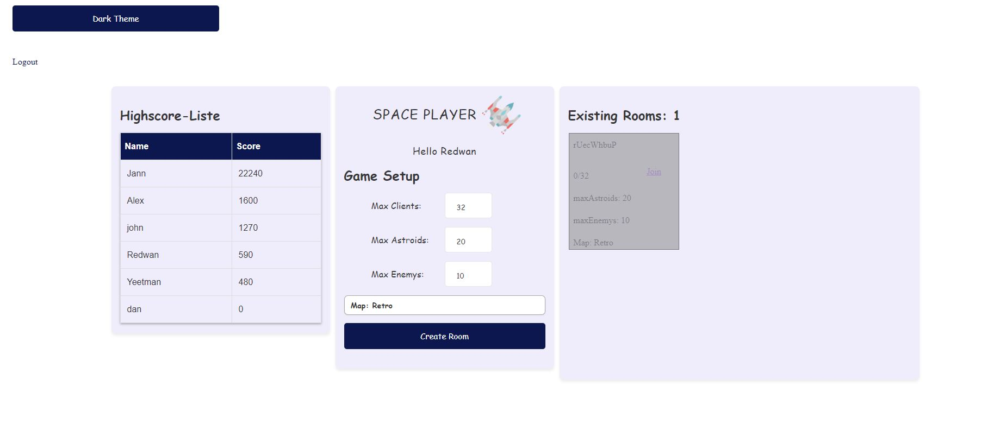 Dark Theme
Logout
Highscore-Liste
Name Score
Jann 22240
Alex 1600
john 1270
Redwan 590
Yeetman 480
dan 0
SPACE PLAYER
Hello Redwan
Game Setup
Max Clients: 32
Max Astroids: 20
Max Enemys: 10
Map: Retro
Create Room
Existing Rooms: 1
rUecWhbuP
0/32 Join
maxAstroids: 20
maxEnemys: 10
Map: Retro